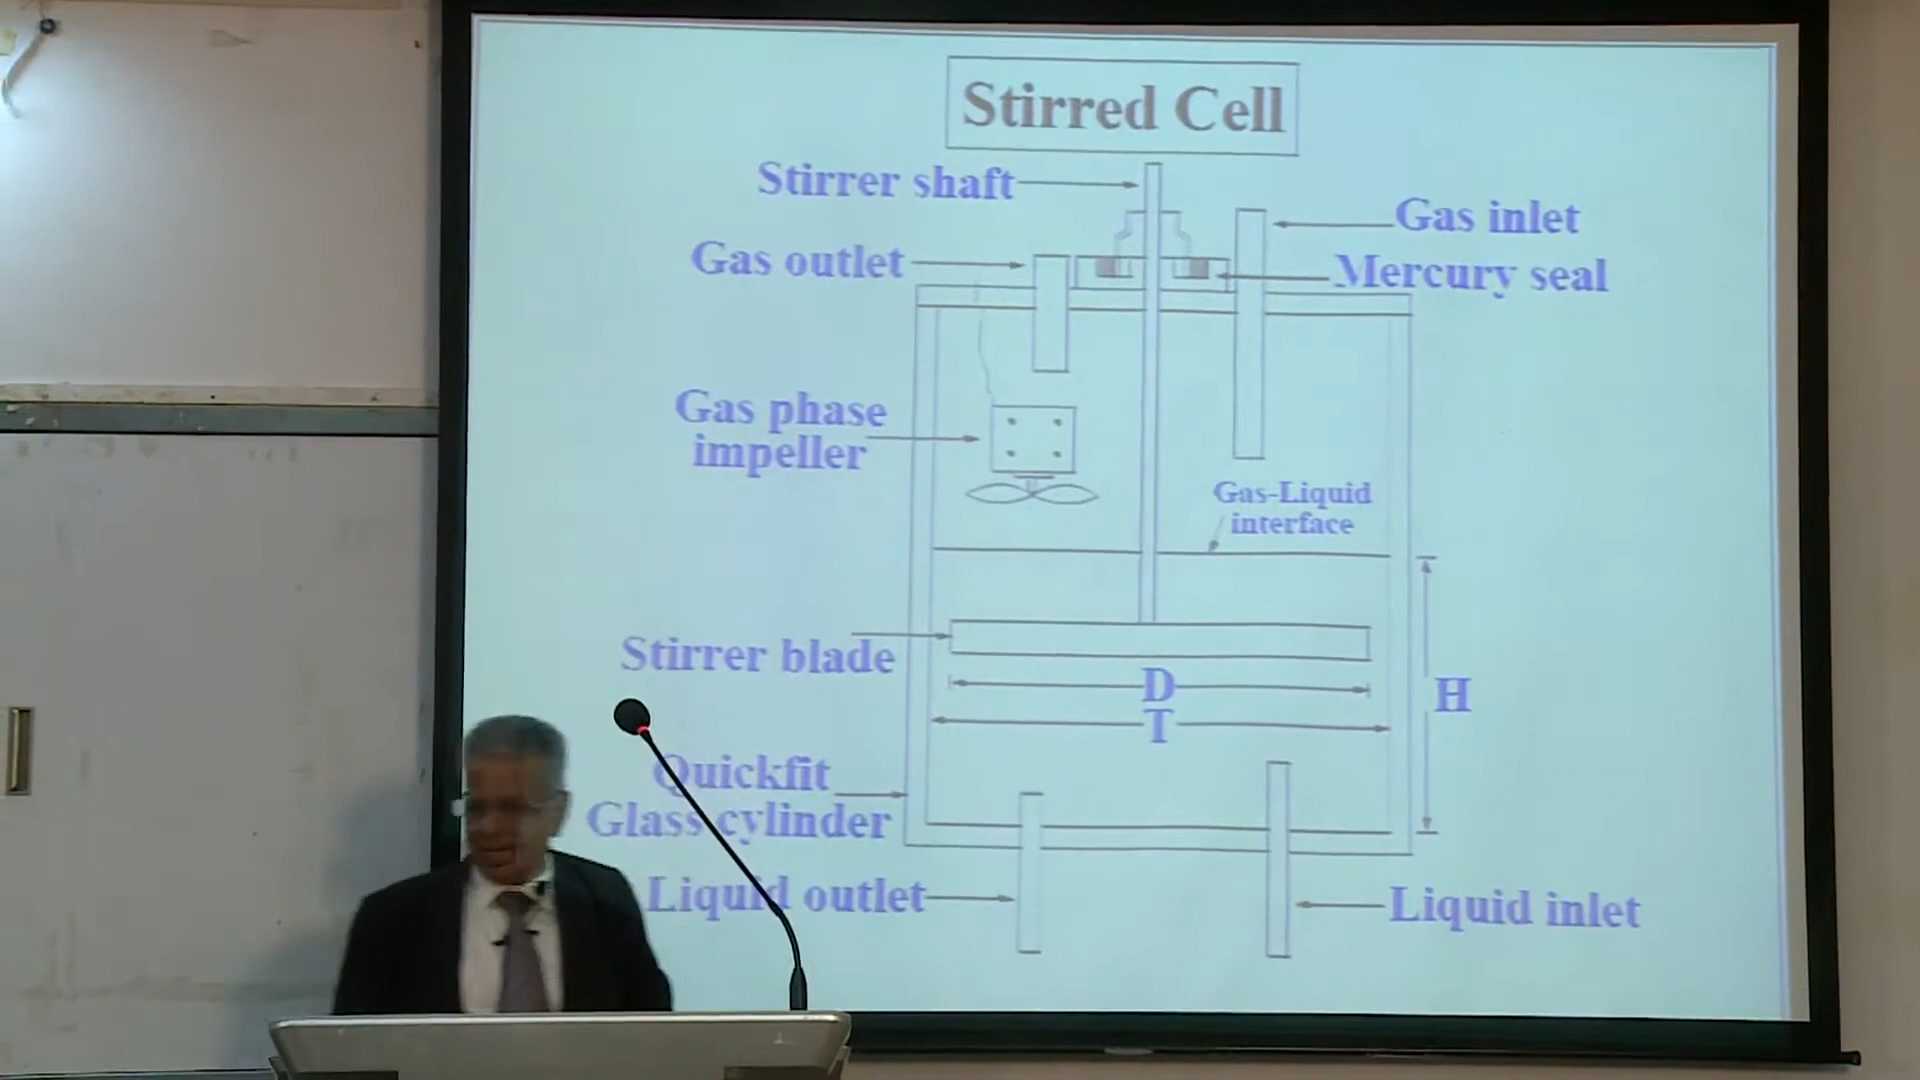 Stirred Cell
Stirrer shaft
Gas inlet
Gas outlet
Mercury seal
Gas phase
impeller
Gas-Liquid
interface
Stirrer blade
D
H
T
Quickfit
Glass cylinder
Liquid outlet
Liquid inlet